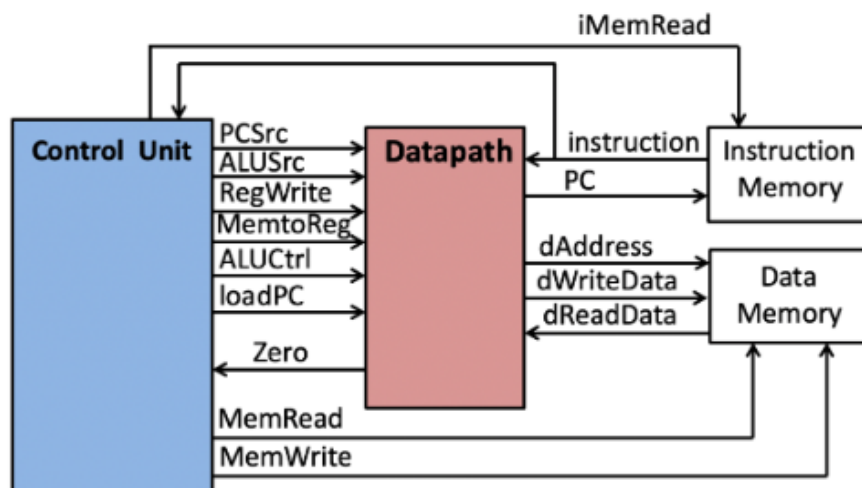 iMemRead
Control Unit
PCSrc
ALUSrc
RegWrite
MemtoReg
ALUCtrl
loadPC
Zero
MemRead
MemWrite
Datapath
instruction
PC
dAddress
dWriteData
dReadData
Instruction
Memory
Data
Memory